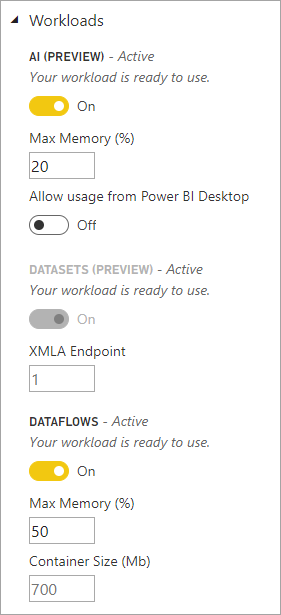 Workloads
AI (PREVIEW) - Active
Your workload is ready to use.
On
Max Memory (%)
20
Allow usage from Power BI Desktop
Off
DATASETS (PREVIEW) - Active
Your workload is ready to use.
On
XMLA Endpoint
1
DATAFLOWS - Active
Your workload is ready to use.
On
Max Memory (%)
50
Container Size (Mb)
700